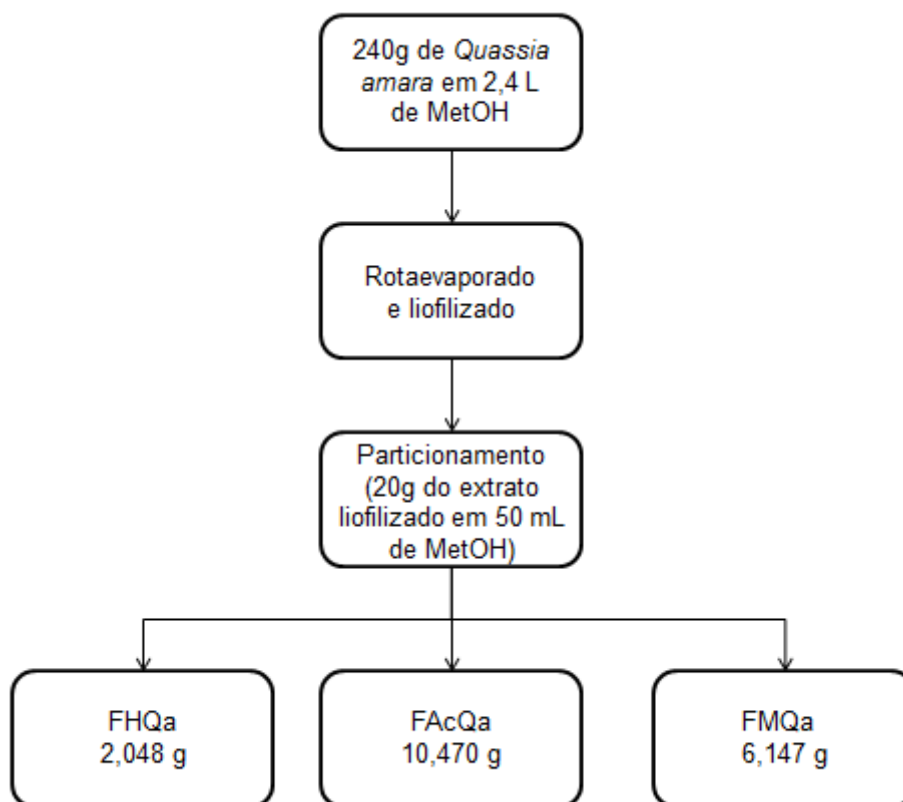 240g de Quassia
amara em 2,4 L
de MetOH
Rotaevaporado
e liofilizado
Particionamento
(20g do extrato
liofilizado em 50 mL
de MetOH)
FHQa
2,048 g
FAcQa
10,470 g
FMQa
6,147 g